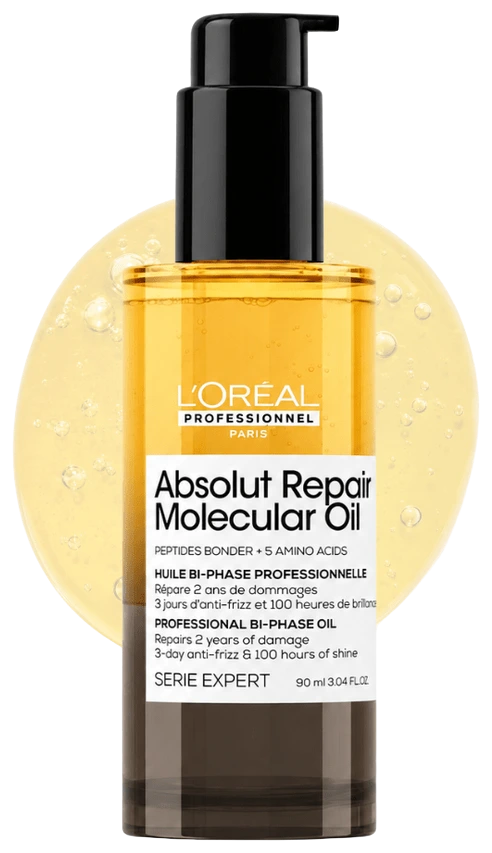 L'ORÉAL
PROFESSIONNEL
PARIS
Absolut Repair
Molecular Oil
PEPTIDES BONDER + 5 AMINO ACIDS
HUILE BI-PHASE PROFESSIONNELLE
Répare 2 ans de dommages
3 jours d'anti-frizz et 100 heures de brillance
PROFESSIONAL BI-PHASE OIL
Repairs 2 years of damage
3-day anti-frizz & 100 hours of shine
SERIE EXPERT
90 ml 3.04 FL.OZ.